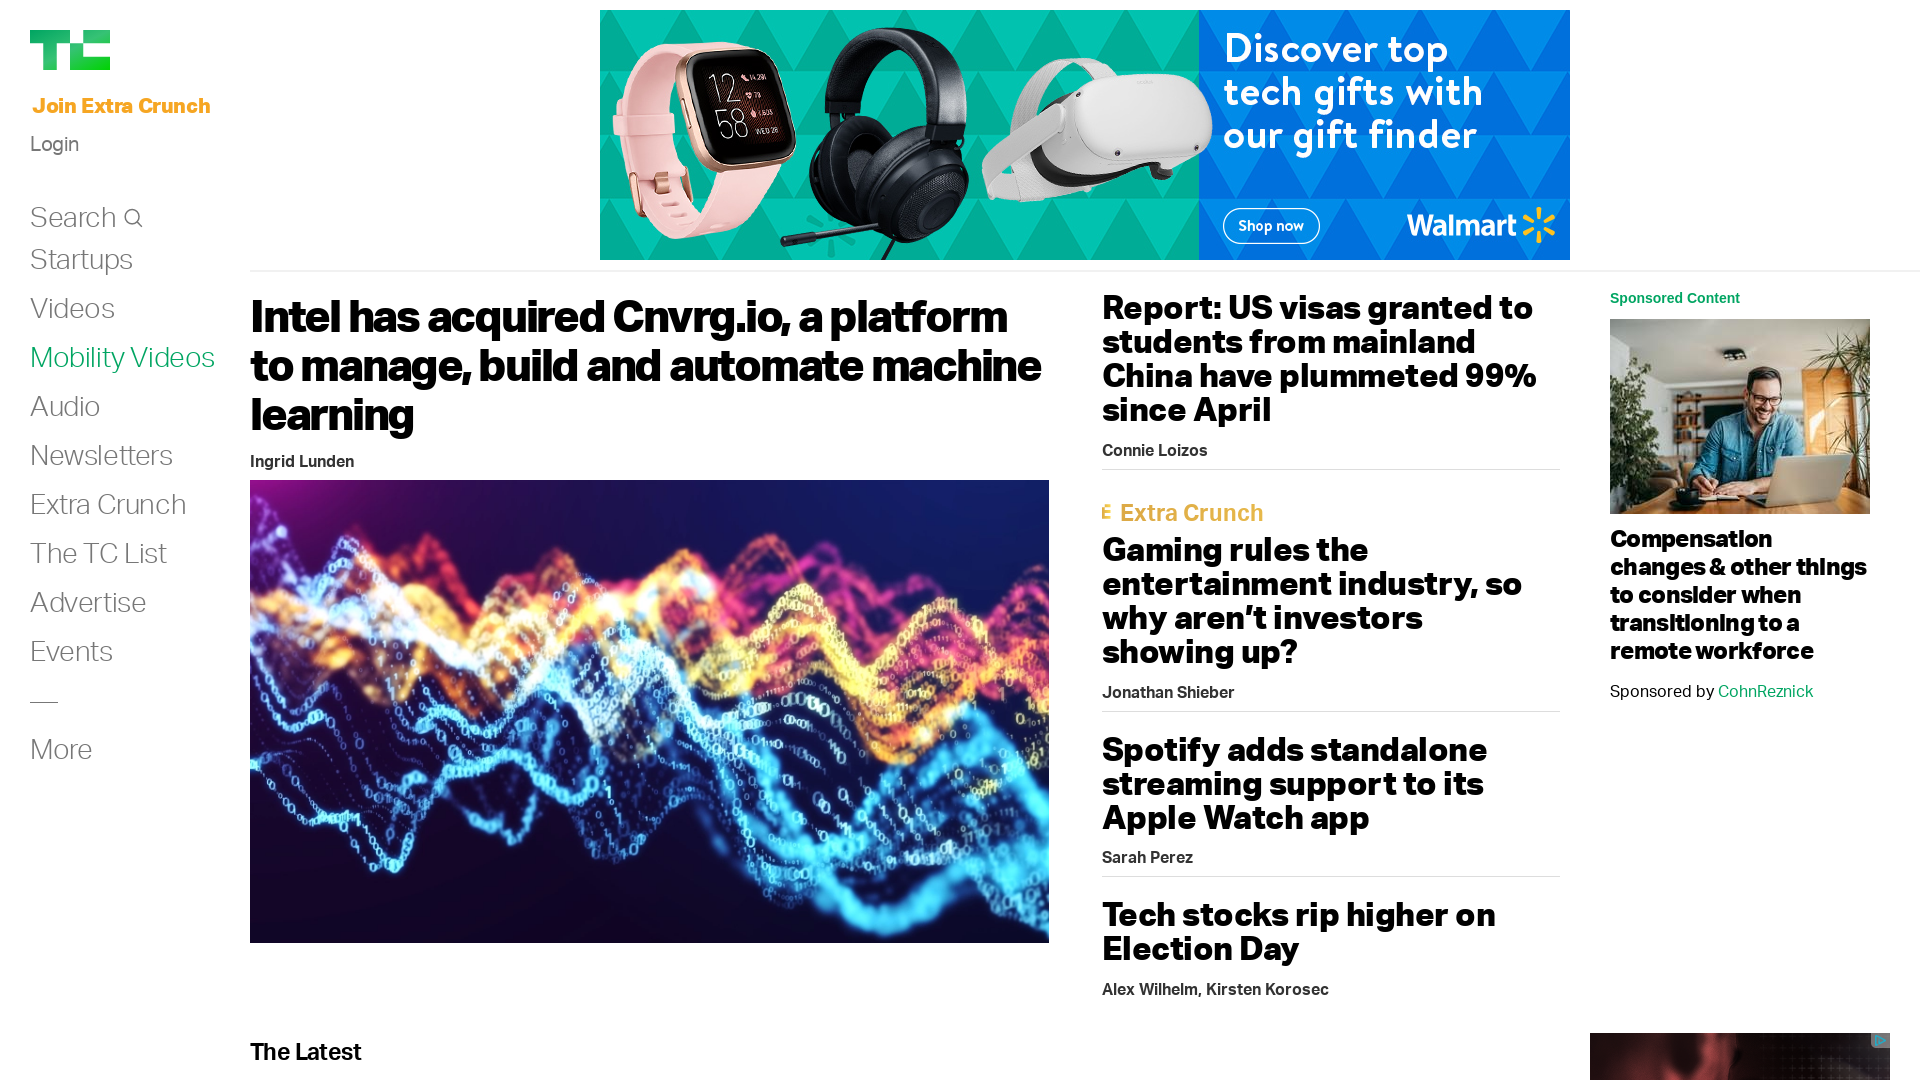 TC
Join Extra Crunch
Login
Search
Startups
Videos
Mobility Videos
Audio
Newsletters
Extra Crunch
The TC List
Advertise
Events
More
Discover top
tech gifts with
our gift finder
Shop now
Walmart
12
58
WED 28
Intel has acquired Cnvrg.io, a platform
to manage, build and automate machine
learning
Ingrid Lunden
Report: US visas granted to
students from mainland
China have plummeted 99%
since April
Connie Loizos
Extra Crunch
Gaming rules the
entertainment industry, so
why aren’t investors
showing up?
Jonathan Shieber
Spotify adds standalone
streaming support to its
Apple Watch app
Sarah Perez
Tech stocks rip higher on
Election Day
Alex Wilhelm, Kirsten Korosec
Sponsored Content
Compensation
changes & other things
to consider when
transitioning to a
remote workforce
Sponsored by CohnReznick
The Latest